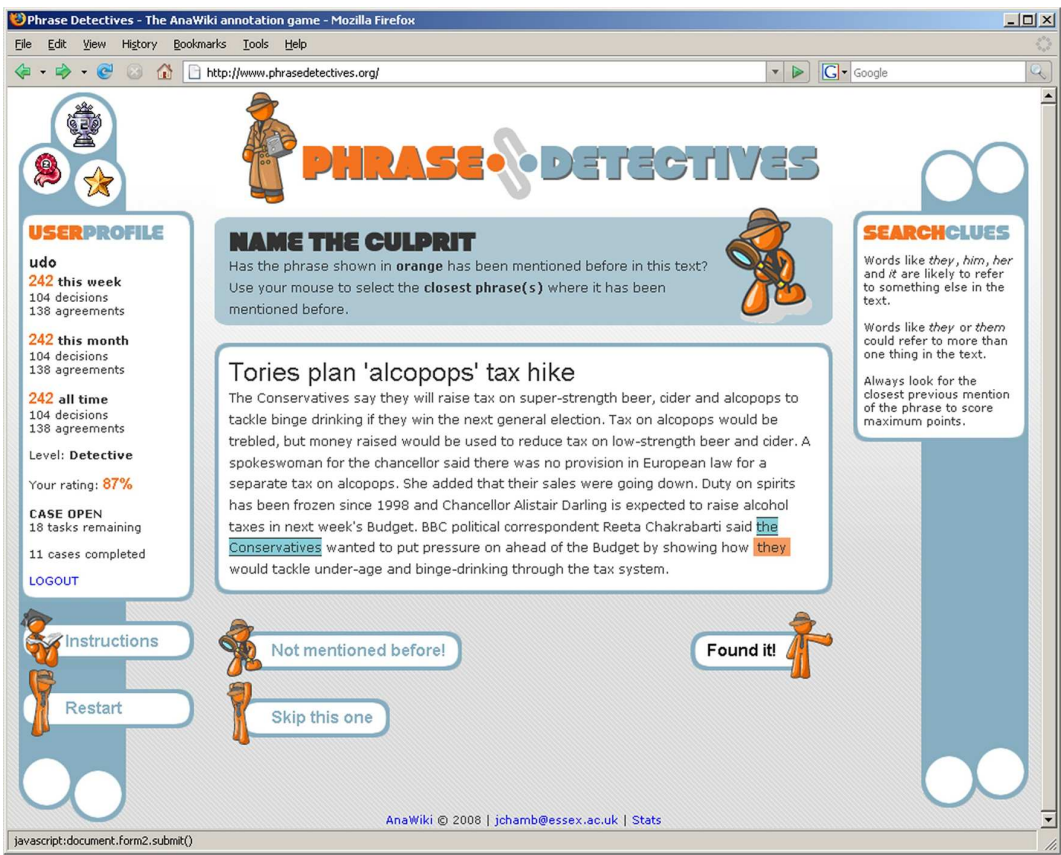 Phrase Detectives - The AnaWiki annotation game - Mozilla Firefox
File Edit View History Bookmarks Tools Help
http://www.phrasedetectives.org/
G Google
2
PHRASE DETECTIVES
USERPROFILE
udo
242 this week
104 decisions
138 agreements
242 this month
104 decisions
138 agreements
242 all time
104 decisions
138 agreements
Level: Detective
Your rating: 87%
CASE OPEN
18 tasks remaining
11 cases completed
LOGOUT
Instructions
Restart
NAME THE CULPRIT
Has the phrase shown in orange has been mentioned before in this text?
Use your mouse to select the closest phrase(s) where it has been
mentioned before.
Tories plan 'alcopops' tax hike
The Conservatives say they will raise tax on super-strength beer, cider and alcopops to
tackle binge drinking if they win the next general election. Tax on alcopops would be
trebled, but money raised would be used to reduce tax on low-strength beer and cider. A
spokeswoman for the chancellor said there was no provision in European law for a
separate tax on alcopops. She added that their sales were going down. Duty on spirits
has been frozen since 1998 and Chancellor Alistair Darling is expected to raise alcohol
taxes in next week's Budget. BBC political correspondent Reeta Chakrabarti said the
Conservatives wanted to put pressure on ahead of the Budget by showing how they
would tackle under-age and binge-drinking through the tax system.
Not mentioned before!
Found it!
Skip this one
SEARCHCLUES
Words like they, him, her
and it are likely to refer
to something else in the
text.
Words like they or them
could refer to more than
one thing in the text.
Always look for the
closest previous mention
of the phrase to score
maximum points.
AnaWiki © 2008 | jchamb@essex.ac.uk | Stats
javascript:document.form2.submit()